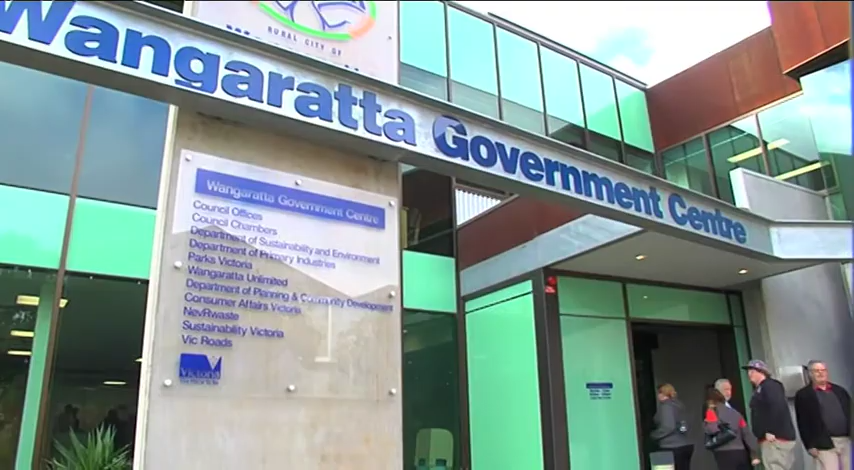 RURAL CITY OF
Wangaratta Government Centre
Wangaratta Government Centre
Council Offices
Council Chambers
Department of Sustainability and Environment
Department of Primary Industries
Parks Victoria
Wangaratta Unlimited
Department of Planning & Community Development
Consumer Affairs Victoria
NevRwaste
Sustainability Victoria
Vic Roads
Victoria